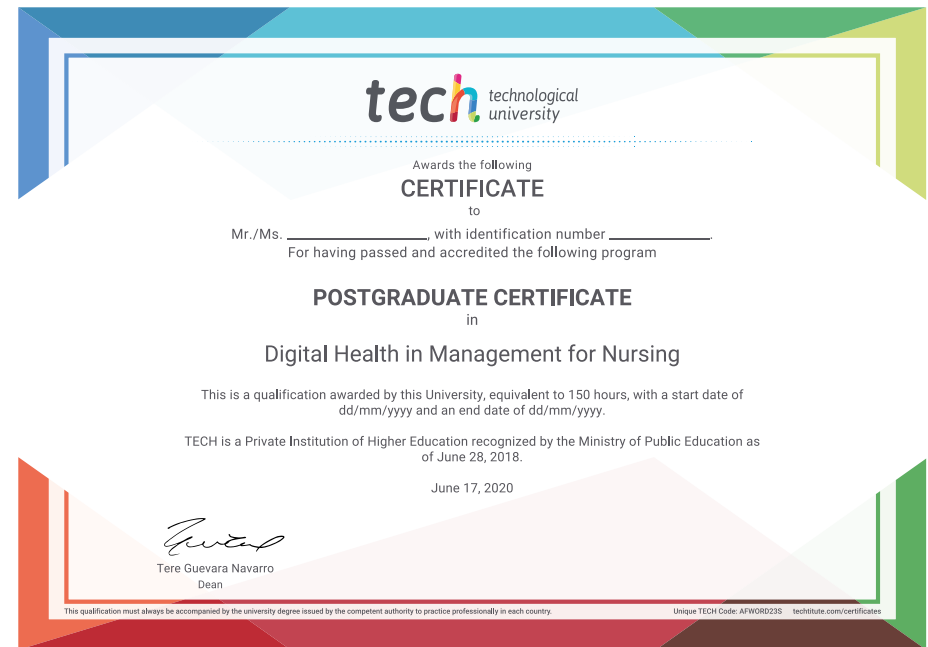 tech technological
university
Awards the following
CERTIFICATE
to
Mr./Ms. ____________________, with identification number ______________.
For having passed and accredited the following program
POSTGRADUATE CERTIFICATE
in
Digital Health in Management for Nursing
This is a qualification awarded by this University, equivalent to 150 hours, with a start date of
dd/mm/yyyy and an end date of dd/mm/yyyy.
TECH is a Private Institution of Higher Education recognized by the Ministry of Public Education as
of June 28, 2018.
June 17, 2020
Tere Guevara Navarro
Dean
This qualification must always be accompanied by the university degree issued by the competent authority to practice professionally in each country.
Unique TECH Code: AFWORD23S techtitute.com/certificates